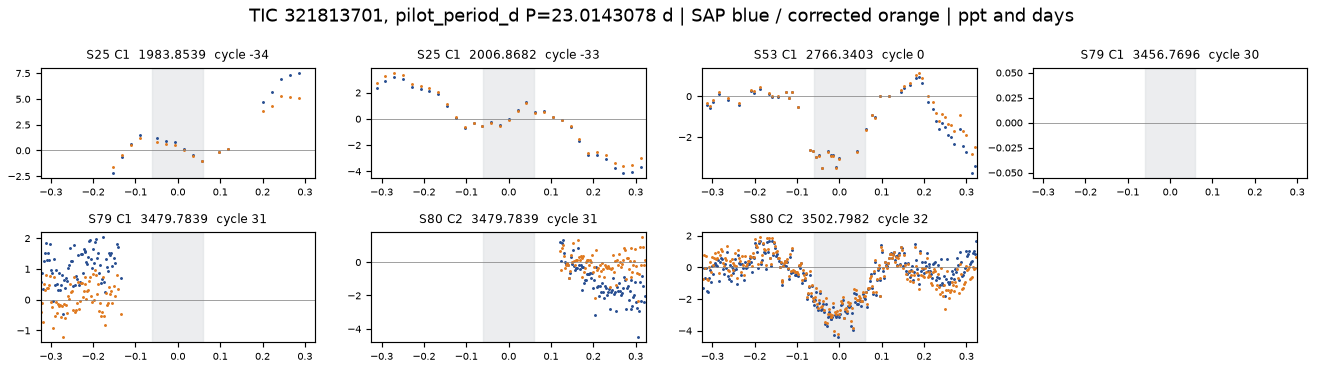 TIC 321813701, pilot_period_d P=23.0143078 d | SAP blue / corrected orange | ppt and days
S25 C1 1983.8539 cycle -34
S25 C1 2006.8682 cycle -33
S53 C1 2766.3403 cycle 0
S79 C1 3456.7696 cycle 30
7.5
5.0
2.5
0.0
−2.5
−0.3 −0.2 −0.1 0.0 0.1 0.2 0.3
2
0
−2
−4
−0.3 −0.2 −0.1 0.0 0.1 0.2 0.3
0
−2
−0.3 −0.2 −0.1 0.0 0.1 0.2 0.3
0.050
0.025
0.000
−0.025
−0.050
−0.3 −0.2 −0.1 0.0 0.1 0.2 0.3
S79 C1 3479.7839 cycle 31
S80 C2 3479.7839 cycle 31
S80 C2 3502.7982 cycle 32
2
1
0
−1
−0.3 −0.2 −0.1 0.0 0.1 0.2 0.3
0
−2
−4
−0.3 −0.2 −0.1 0.0 0.1 0.2 0.3
2
0
−2
−4
−0.3 −0.2 −0.1 0.0 0.1 0.2 0.3